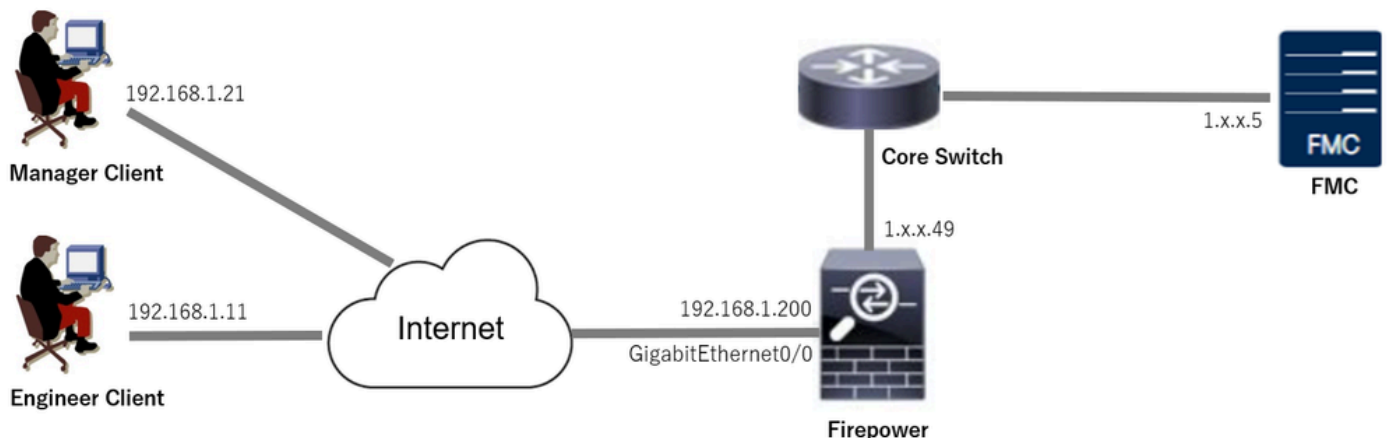 192.168.1.21
Manager Client
Core Switch
1.x.x.5
FMC
FMC
1.x.x.49
192.168.1.11
Engineer Client
Internet
192.168.1.200
GigabitEthernet0/0
Firepower